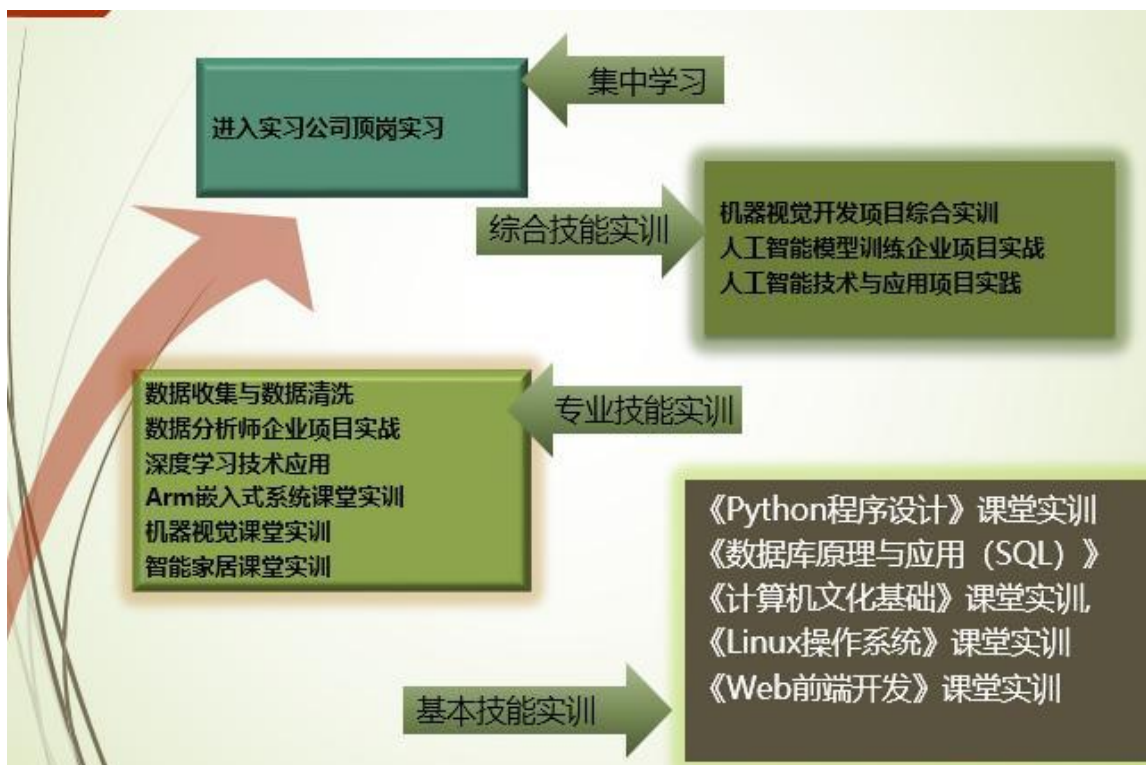 集中学习
进入实习公司顶岗实习
综合技能实训
机器视觉开发项目综合实训
人工智能模型训练企业项目实战
人工智能技术与应用项目实践
专业技能实训
数据收集与数据清洗
数据分析师企业项目实战
深度学习技术应用
Arm嵌入式系统课堂实训
机器视觉课堂实训
智能家居课堂实训
《Python程序设计》课堂实训
《数据库原理与应用（SQL）》
《计算机文化基础》课堂实训,
《Linux操作系统》课堂实训
《Web前端开发》课堂实训
基本技能实训